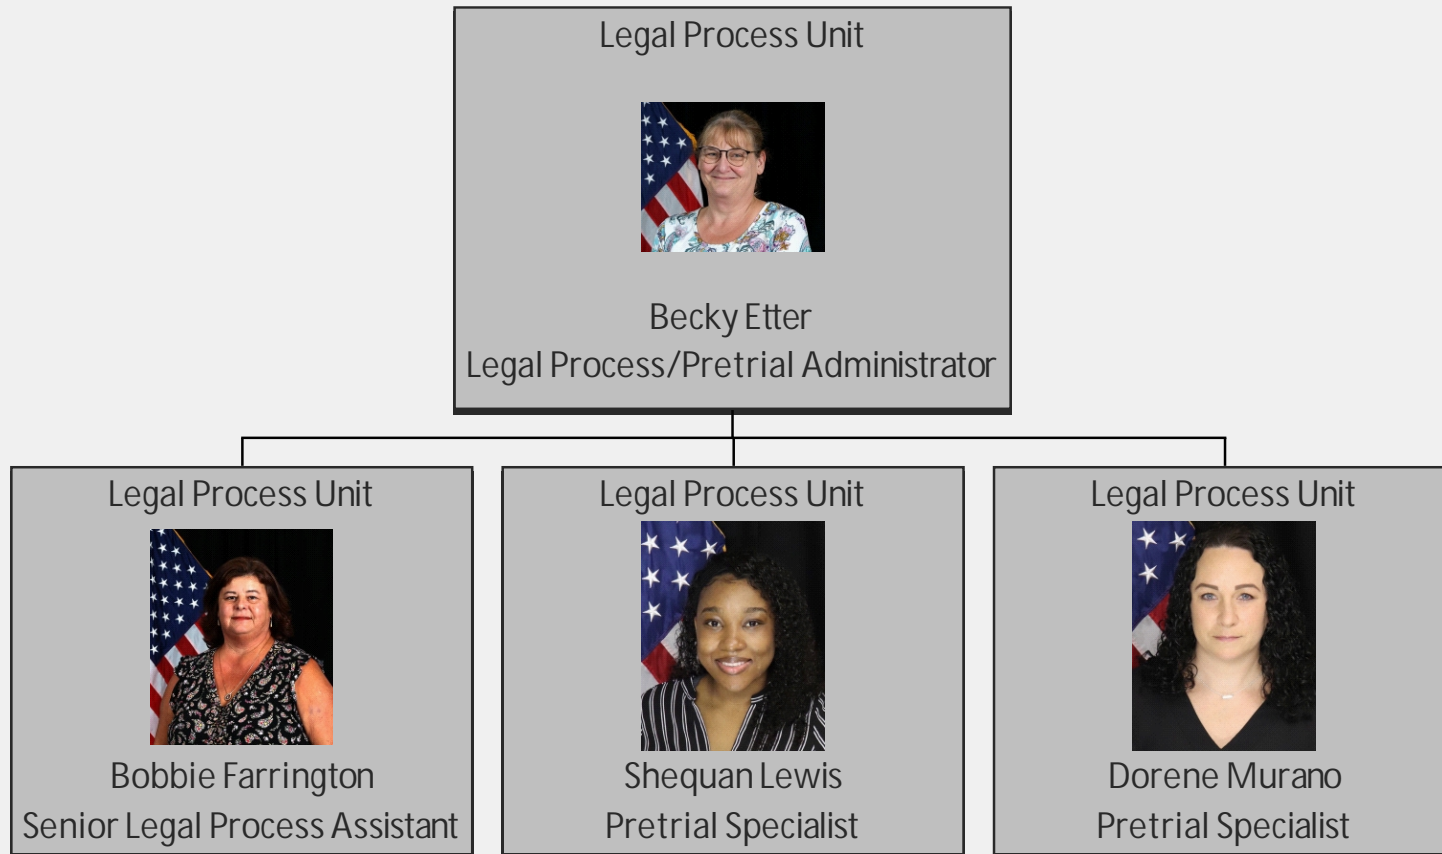 Legal Process Unit
Becky Etter
Legal Process/Pretrial Administrator
Legal Process Unit
Bobbie Farrington
Senior Legal Process Assistant
Legal Process Unit
Shequan Lewis
Pretrial Specialist
Legal Process Unit
Dorene Murano
Pretrial Specialist